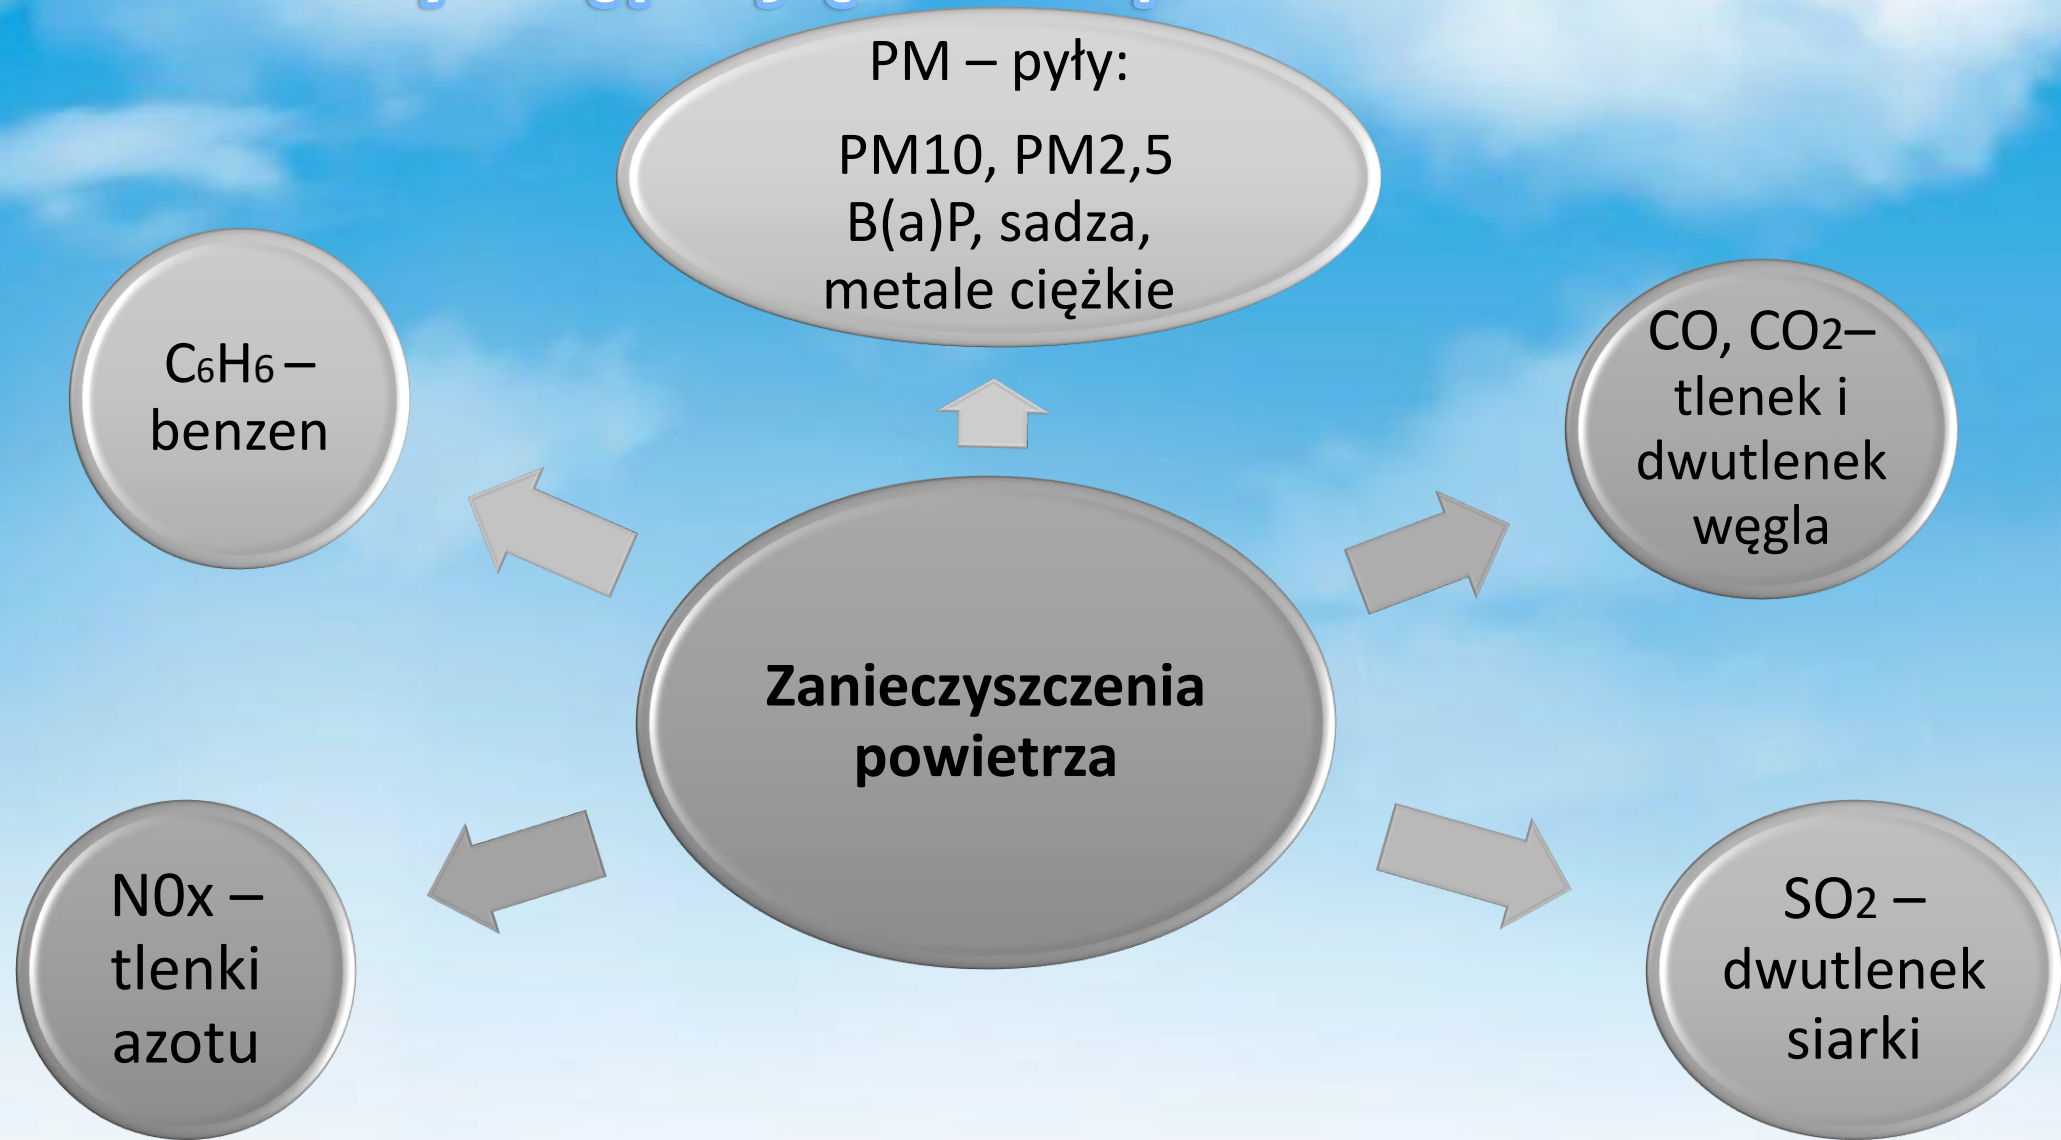 PM – pyły:
PM10, PM2,5
B(a)P, sadza,
metale ciężkie
C6H6 –
benzen
CO, CO2–
tlenek i
dwutlenek
węgla
Zanieczyszczenia
powietrza
N0x –
tlenki
azotu
SO2 –
dwutlenek
siarki